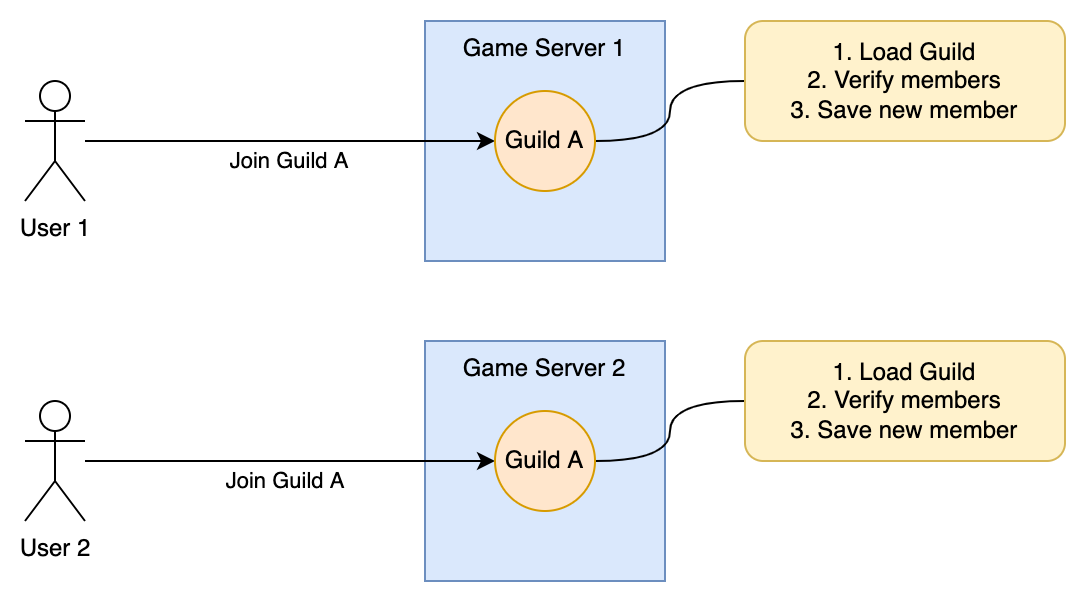 Game Server 1
1. Load Guild
2. Verify members
3. Save new member
Guild A
Join Guild A
User 1
Game Server 2
1. Load Guild
2. Verify members
3. Save new member
Guild A
Join Guild A
User 2